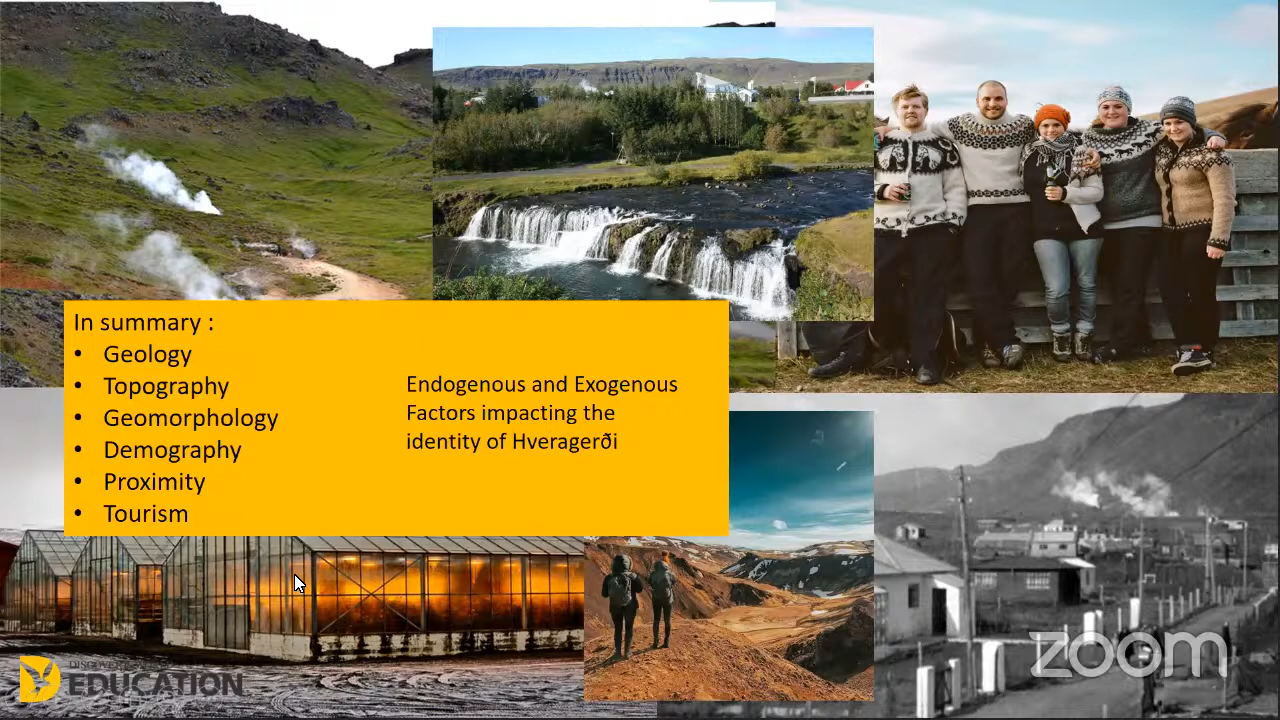 In summary :
• Geology
• Topography
• Geomorphology
• Demography
• Proximity
• Tourism
Endogenous and Exogenous
Factors impacting the
identity of Hveragerði
DISCOVER
EDUCATION
zoom